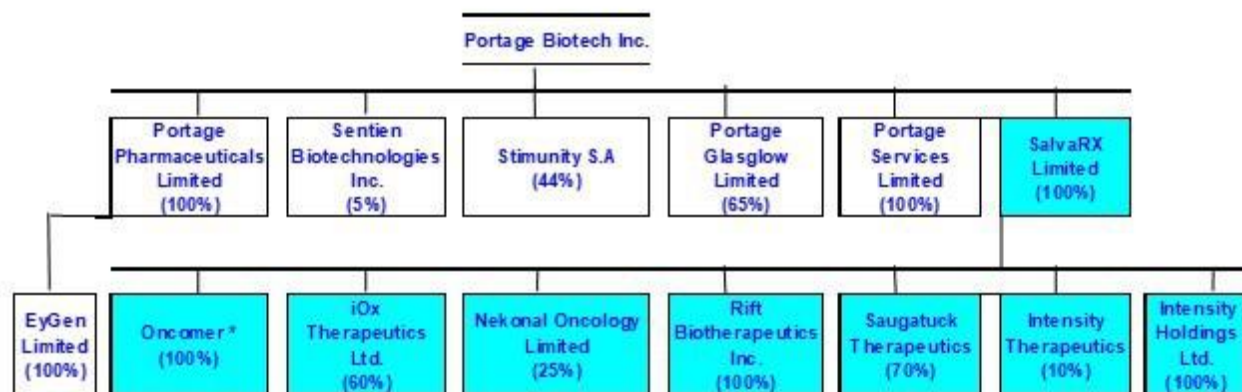 Portage Biotech Inc.
Portage
Pharmaceuticals
Limited
(100%)
Sentien
Biotechnologies
Inc.
(5%)
Stimunity S.A
(44%)
Portage
Glasglow
Limited
(65%)
Portage
Services
Limited
(100%)
SalvaRX
Limited
(100%)
EyGen
Limited
(100%)
Oncomer *
(100%)
iOx
Therapeutics
Ltd.
(60%)
Nekonal Oncology
Limited
(25%)
Rift
Biotherapeutics
Inc.
(100%)
Saugatuck
Therapeutics
(70%)
Intensity
Therapeutics
(10%)
Intensity
Holdings
Ltd.
(100%)